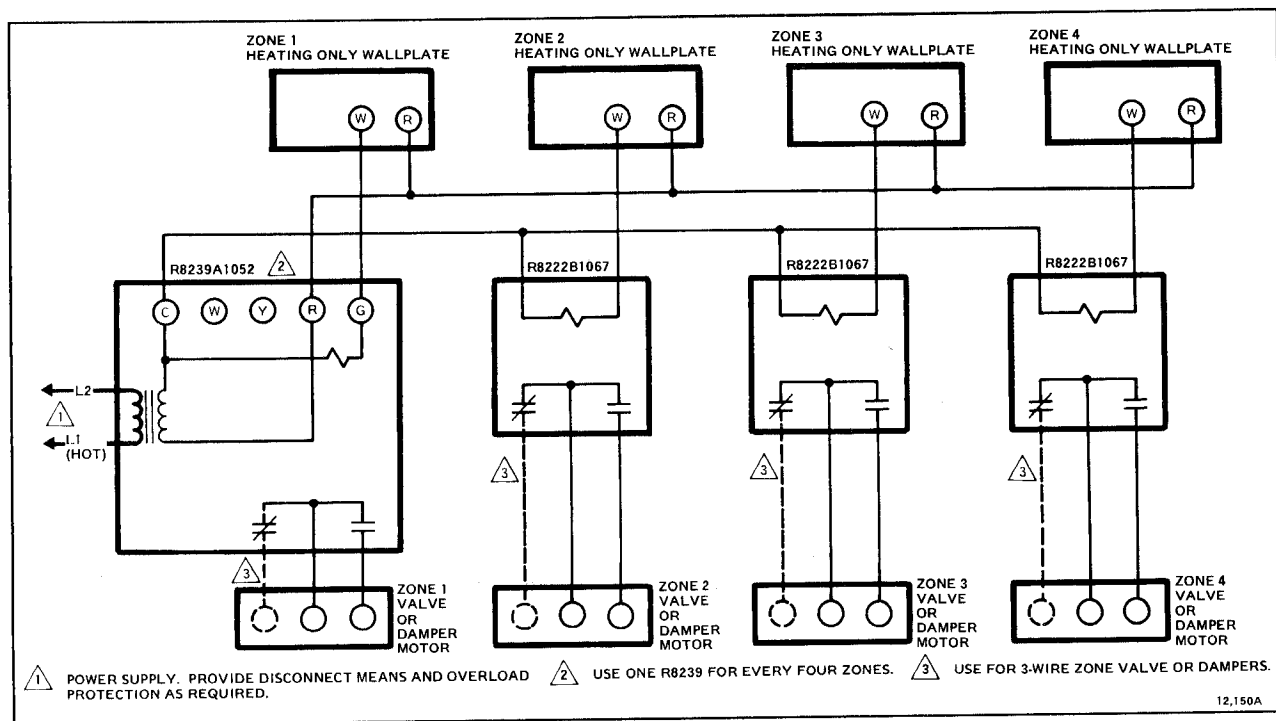 ZONE 1
HEATING ONLY WALLPLATE
W
R
ZONE 2
HEATING ONLY WALLPLATE
W
R
ZONE 3
HEATING ONLY WALLPLATE
W
R
ZONE 4
HEATING ONLY WALLPLATE
W
R
R8239A1052
2
C
W
Y
R
G
L2
1
L1
(HOT)
3
R8222B1067
3
R8222B1067
3
R8222B1067
3
ZONE 1
VALVE
OR
DAMPER
MOTOR
ZONE 2
VALVE
OR
DAMPER
MOTOR
ZONE 3
VALVE
OR
DAMPER
MOTOR
ZONE 4
VALVE
OR
DAMPER
MOTOR
1 POWER SUPPLY. PROVIDE DISCONNECT MEANS AND OVERLOAD
PROTECTION AS REQUIRED.
2 USE ONE R8239 FOR EVERY FOUR ZONES.
3 USE FOR 3-WIRE ZONE VALVE OR DAMPERS.
12,150A